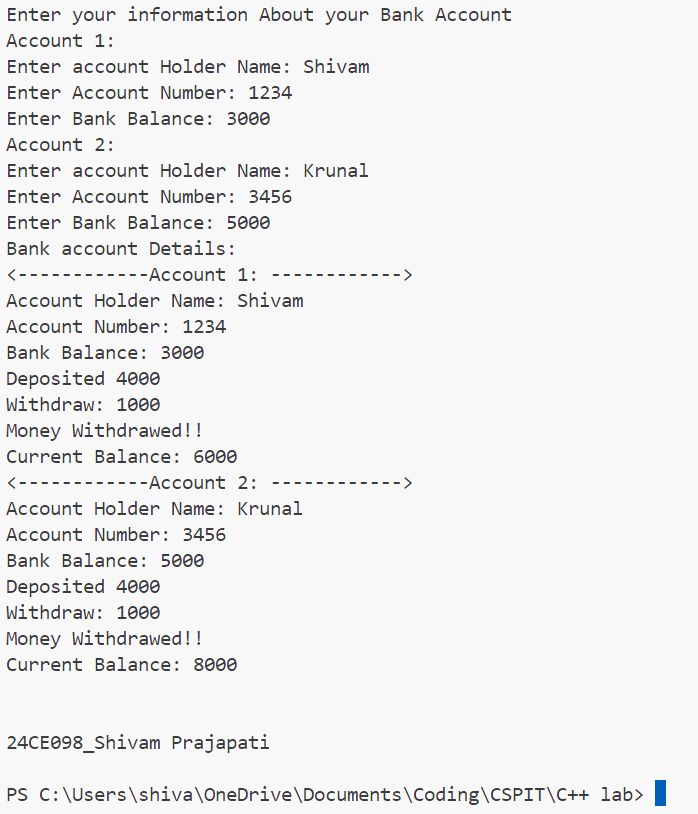 Enter your information About your Bank Account
Account 1:
Enter account Holder Name: Shivam
Enter Account Number: 1234
Enter Bank Balance: 3000
Account 2:
Enter account Holder Name: Krunal
Enter Account Number: 3456
Enter Bank Balance: 5000
Bank account Details:
<------------Account 1: ------------>
Account Holder Name: Shivam
Account Number: 1234
Bank Balance: 3000
Deposited 4000
Withdraw: 1000
Money Withdrawed!!
Current Balance: 6000
<------------Account 2: ------------>
Account Holder Name: Krunal
Account Number: 3456
Bank Balance: 5000
Deposited 4000
Withdraw: 1000
Money Withdrawed!!
Current Balance: 8000
24CE098_Shivam Prajapati
PS C:\Users\shiva\OneDrive\Documents\Coding\CSPIT\C++ lab>